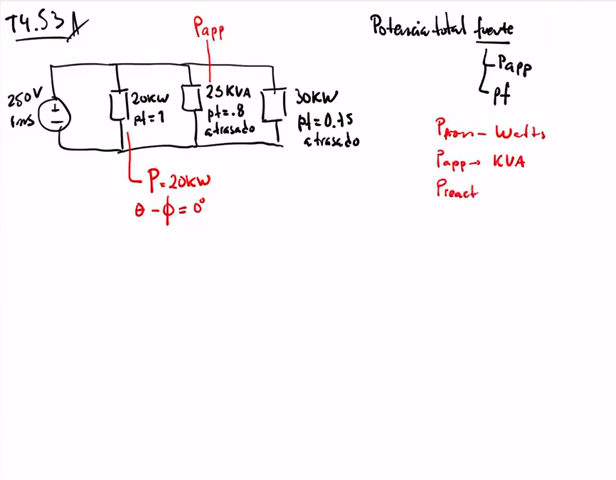 T4.53A
Papp
Potencia total fuente
Papp
pf
250V
rms
20KW
pf=1
25KVA
pf=.8
atrasado
30KW
pf=0.75
atrasado
Pprom - Watts
Papp → KVA
Preact
P=20KW
θ-ϕ=0°